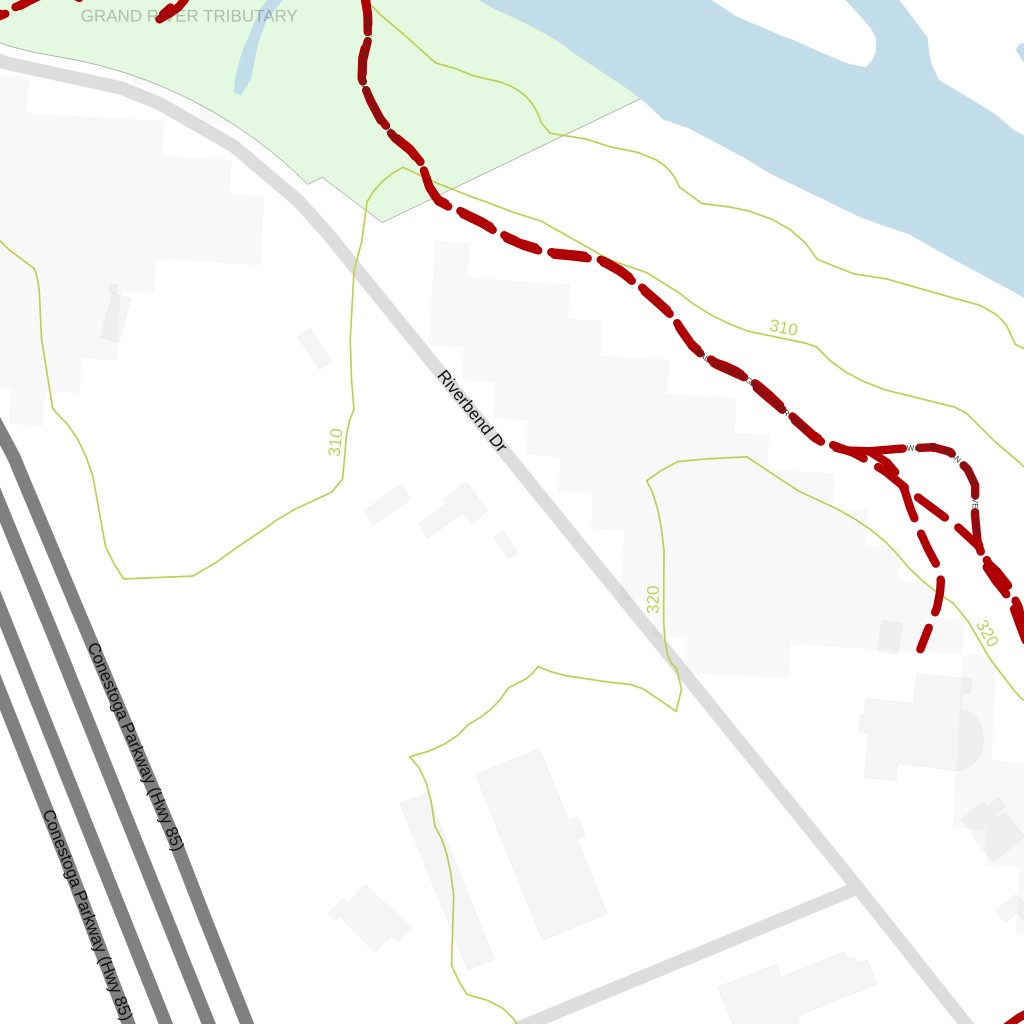 GRAND RIVER TRIBUTARY
310
Riverbend Dr
310
320
320
Conestoga Parkway (Hwy 85)
Conestoga Parkway (Hwy 85)